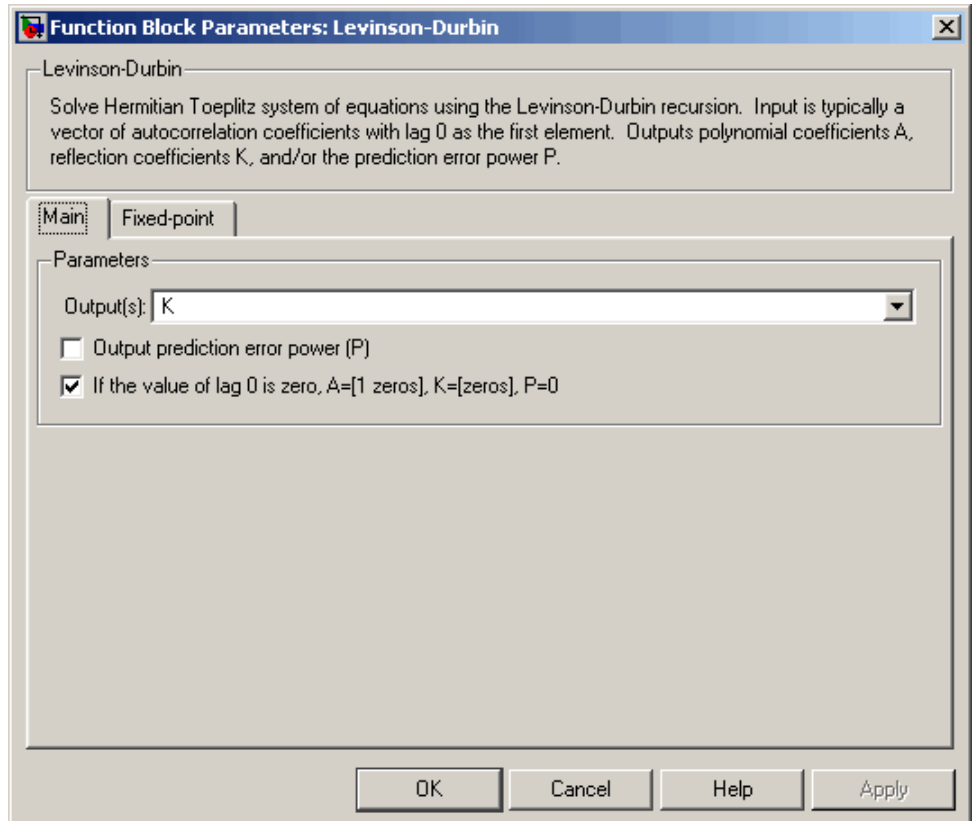 Function Block Parameters: Levinson-Durbin
Levinson-Durbin
Solve Hermitian Toeplitz system of equations using the Levinson-Durbin recursion. Input is typically a
vector of autocorrelation coefficients with lag 0 as the first element. Outputs polynomial coefficients A,
reflection coefficients K, and/or the prediction error power P.
Main Fixed-point
Parameters
Output(s): K
Output prediction error power (P)
If the value of lag 0 is zero, A=[1 zeros], K=[zeros], P=0
OK Cancel Help Apply